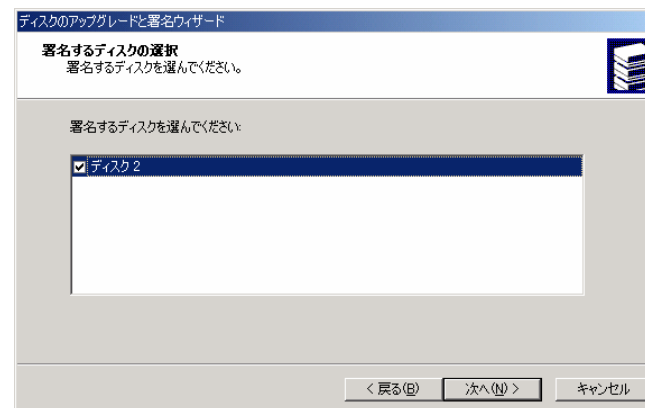 ディスクのアップグレードと署名ウィザード
署名するディスクの選択
署名するディスクを選んでください。
署名するディスクを選んでください:
ディスク 2
< 戻る(B)
次へ(N) >
キャンセル